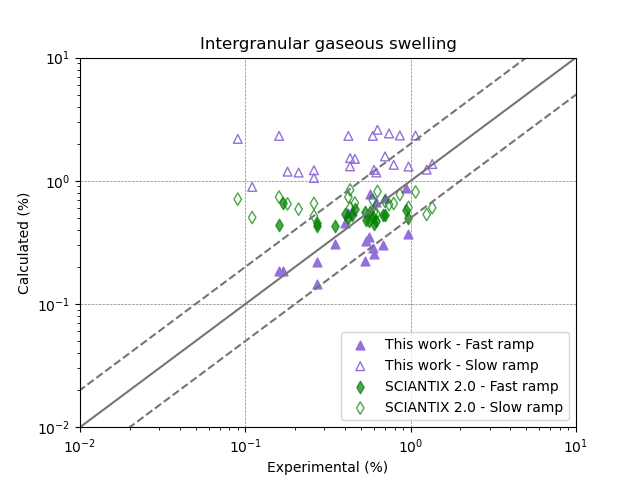 Intergranular gaseous swelling
Calculated (%)
10¹
10⁰
10⁻¹
10⁻²
This work - Fast ramp
This work - Slow ramp
SCIANTIX 2.0 - Fast ramp
SCIANTIX 2.0 - Slow ramp
10⁻² 10⁻¹ 10⁰ 10¹
Experimental (%)